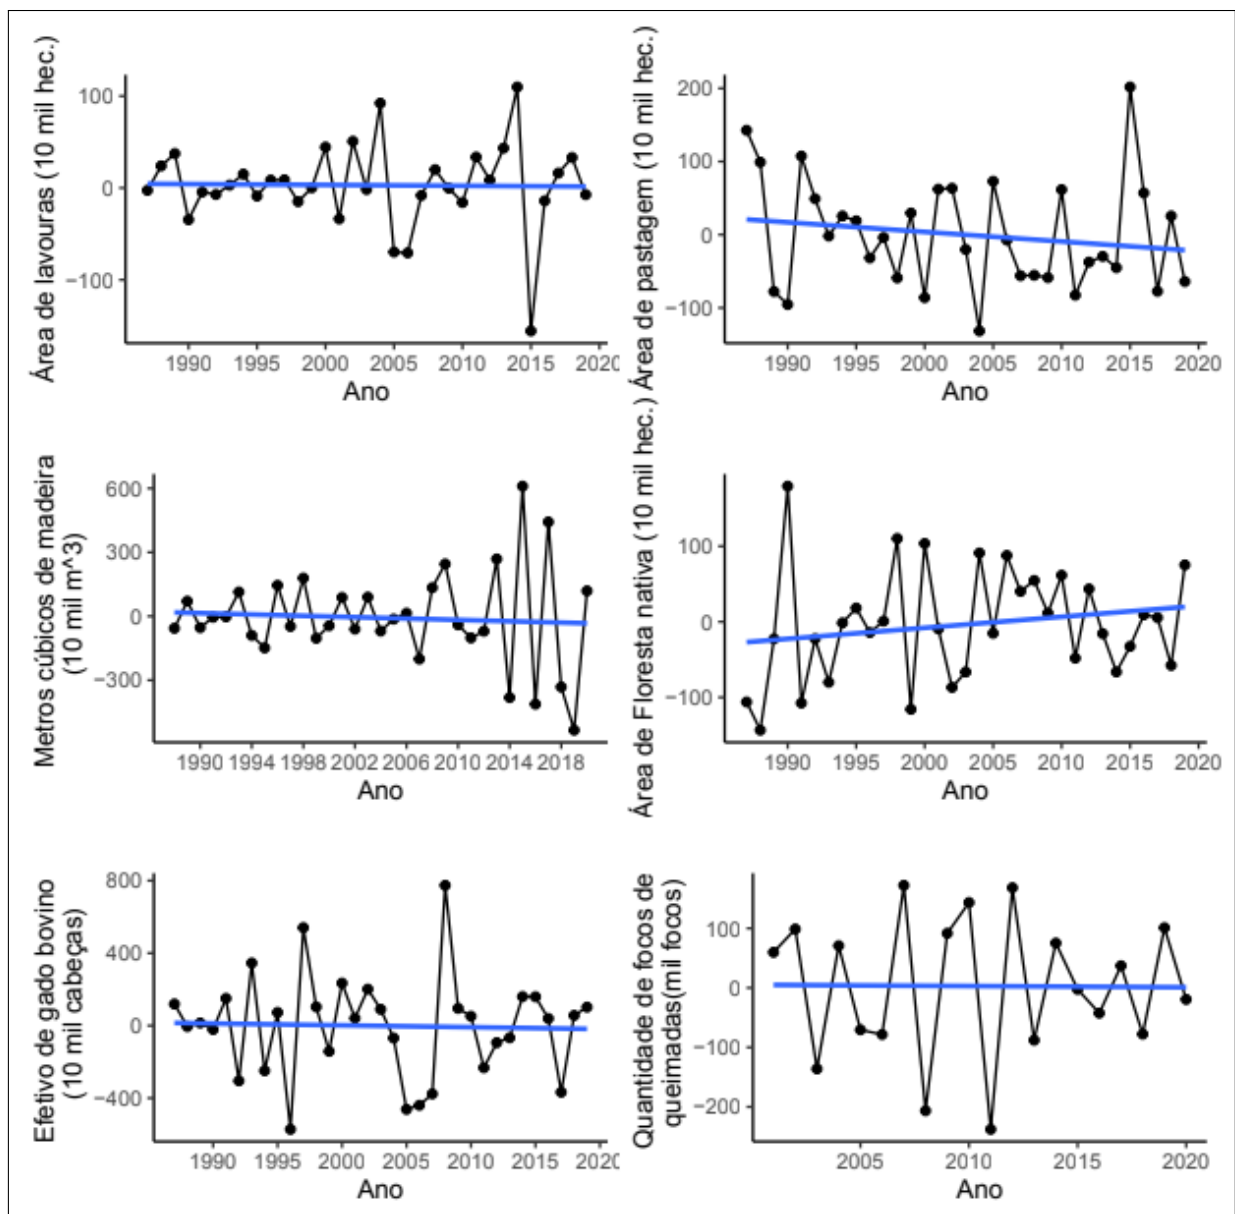 Área de lavouras (10 mil hec.)
100
0
−100
1990 1995 2000 2005 2010 2015 2020
Ano
Área de pastagem (10 mil hec.)
200
100
0
−100
1990 1995 2000 2005 2010 2015 2020
Ano
Metros cúbicos de madeira
(10 mil m^3)
600
300
0
−300
1990 1994 1998 2002 2006 2010 2014 2018
Ano
Área de Floresta nativa (10 mil hec.)
100
0
−100
1990 1995 2000 2005 2010 2015 2020
Ano
Efetivo de gado bovino
(10 mil cabeças)
800
400
0
−400
1990 1995 2000 2005 2010 2015 2020
Ano
Quantidade de focos de
queimadas(mil focos)
100
0
−100
−200
2005 2010 2015 2020
Ano